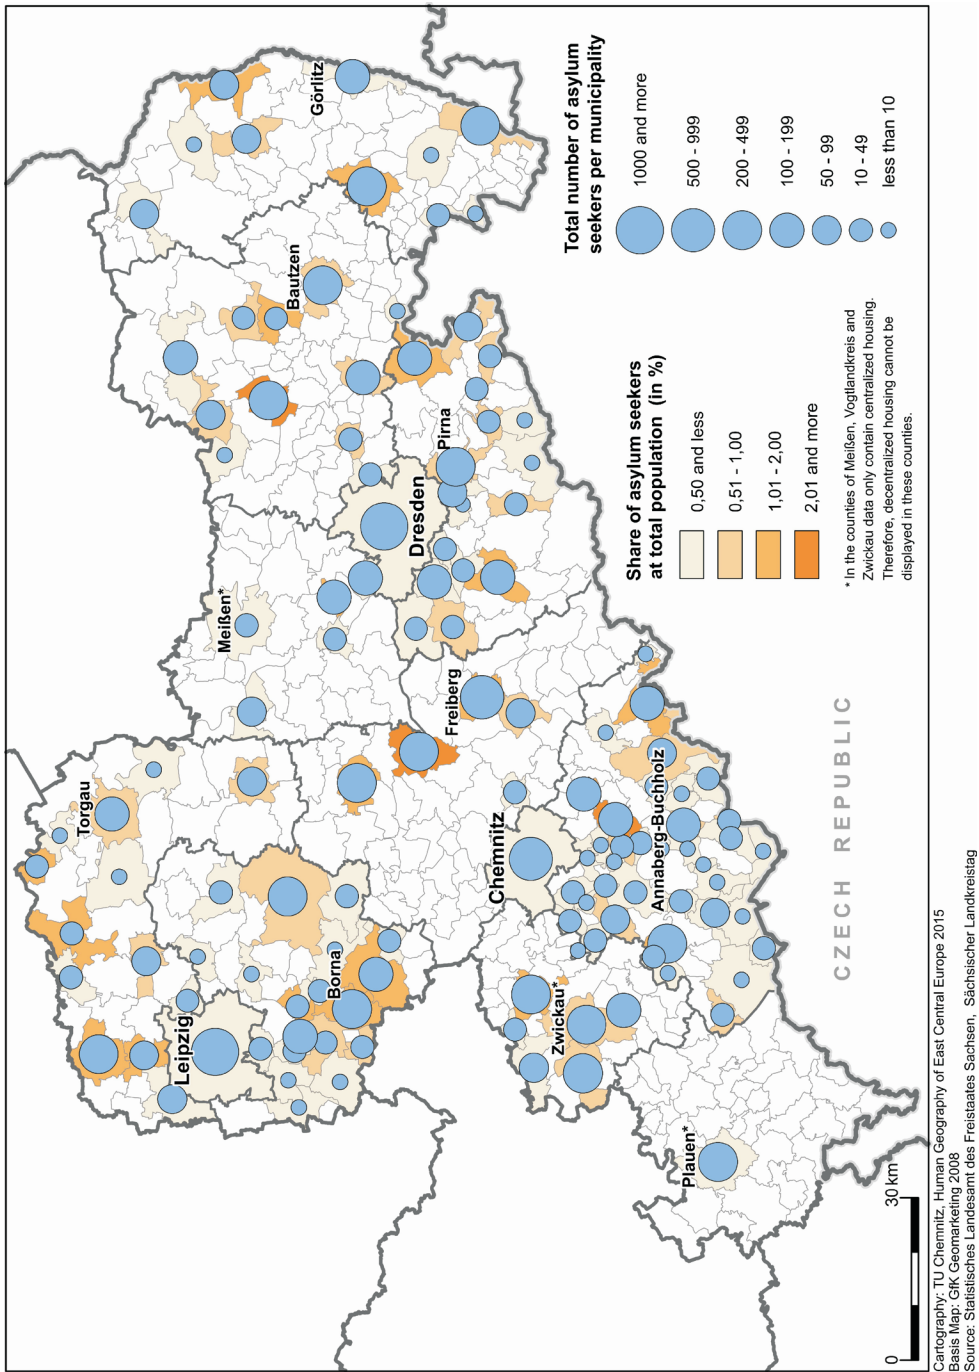 Torgau
Leipzig
Meißen*
Borna
Bautzen
Görlitz
Dresden
Pirna
Freiberg
Chemnitz
Zwickau*
Annaberg-Buchholz
Plauen*
CZECH REPUBLIC
30 km
0
Share of asylum seekers
at total population (in %)
0,50 and less
0,51 - 1,00
1,01 - 2,00
2,01 and more
* In the counties of Meißen, Vogtlandkreis and
Zwickau data only contain centralized housing.
Therefore, decentralized housing cannot be
displayed in these counties.
Total number of asylum
seekers per municipality
1000 and more
500 - 999
200 - 499
100 - 199
50 - 99
10 - 49
less than 10
Cartography: TU Chemnitz, Human Geography of East Central Europe 2015
Basis Map: GfK Geomarketing 2008
Source: Statistisches Landesamt des Freistaates Sachsen, Sächsischer Landkreistag